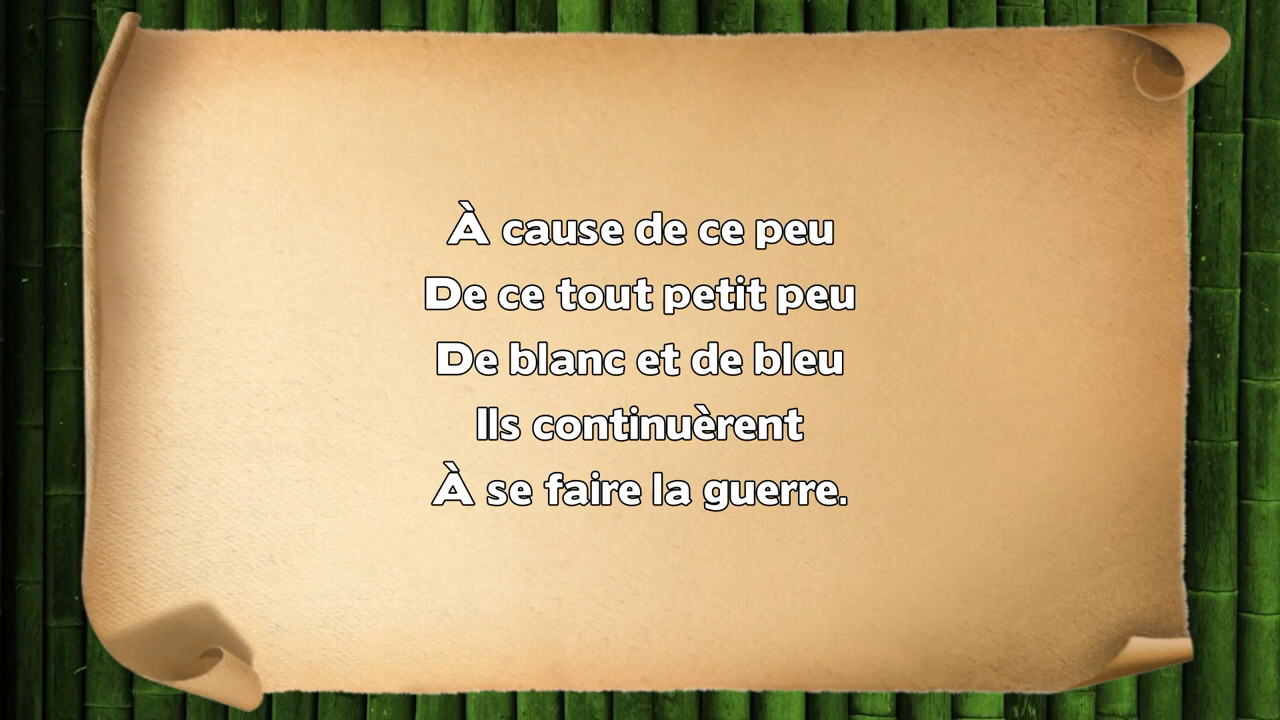 À cause de ce peu
De ce tout petit peu
De blanc et de bleu
Ils continuèrent
À se faire la guerre.